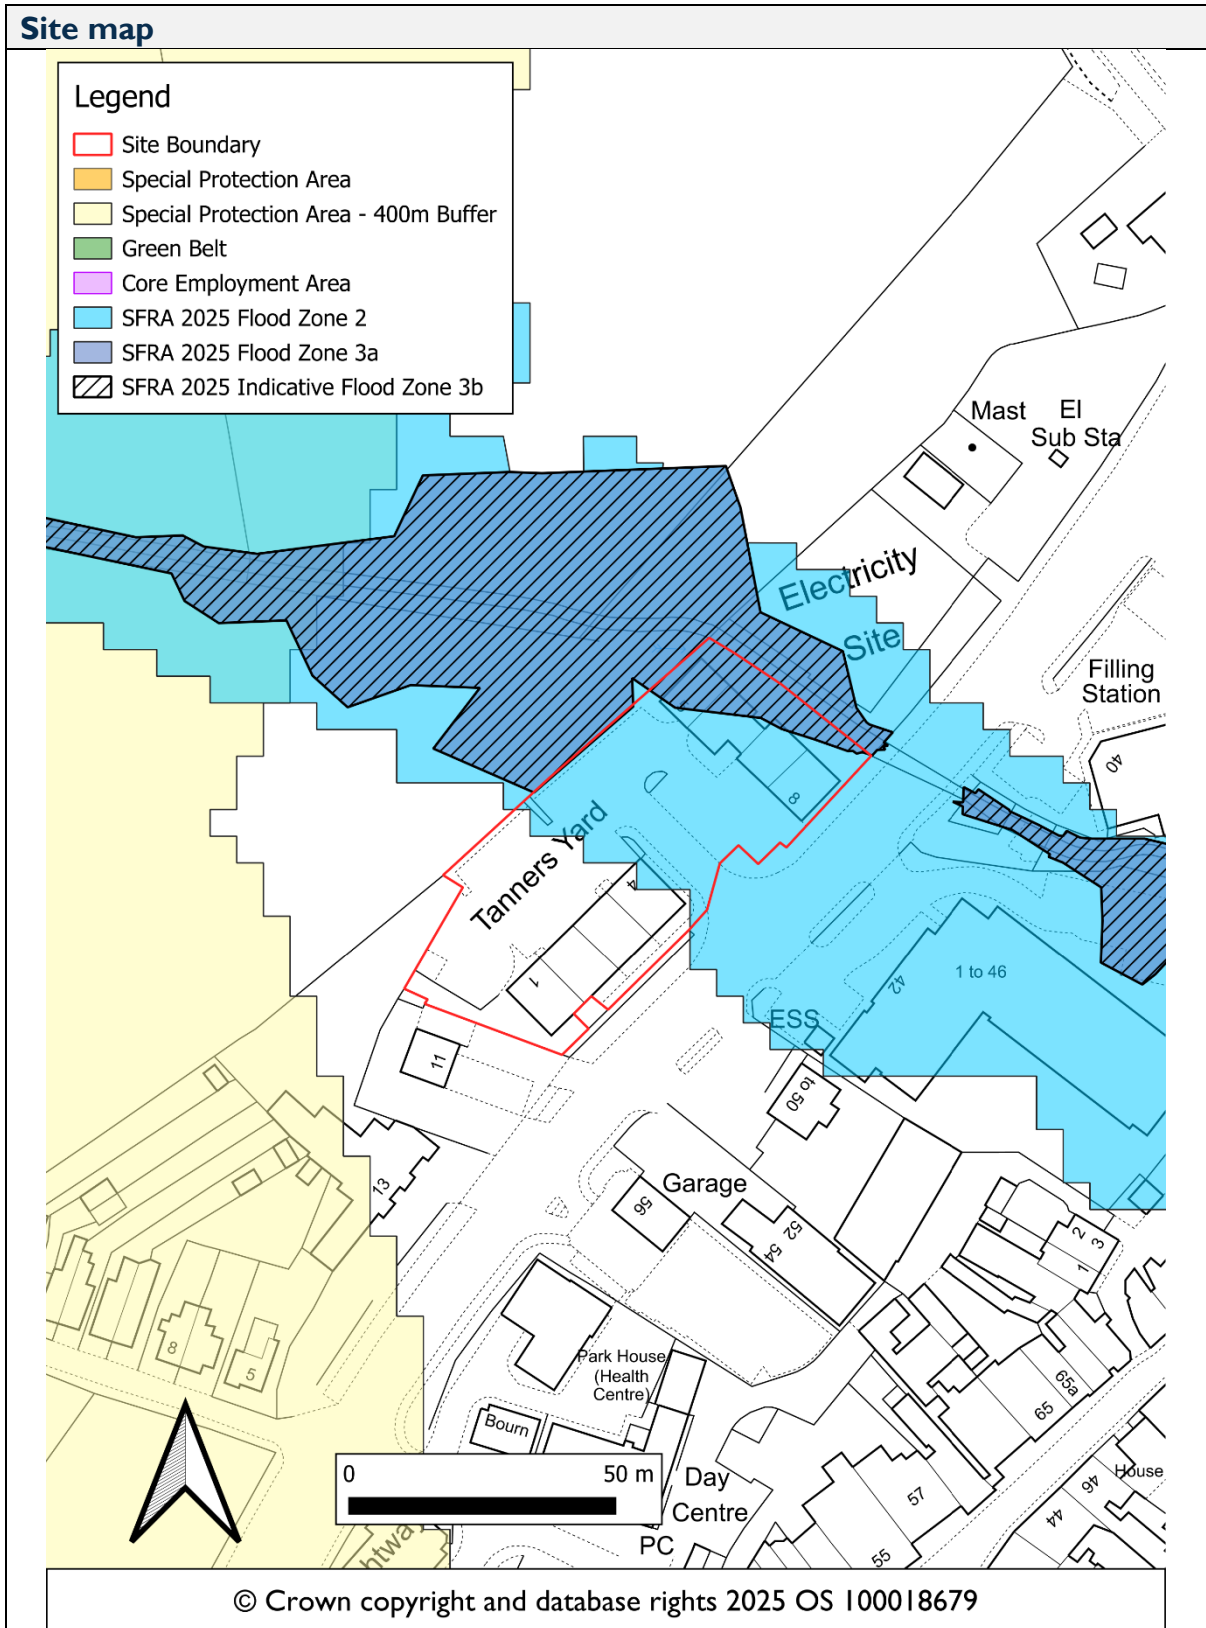 Site map
Legend
Site Boundary
Special Protection Area
Special Protection Area - 400m Buffer
Green Belt
Core Employment Area
SFRA 2025 Flood Zone 2
SFRA 2025 Flood Zone 3a
SFRA 2025 Indicative Flood Zone 3b
Mast
El
Sub Sta
Electricity
Site
Filling
Station
40
8
Tanners Yard
4
1
42
1 to 46
ESS
11
to 50
13
Garage
56
52
54
2
3
1
8
5
Park House
(Health
Centre)
Bourn
65a
65
57
55
House
46
44
Day
Centre
PC
0
50 m
© Crown copyright and database rights 2025 OS 100018679